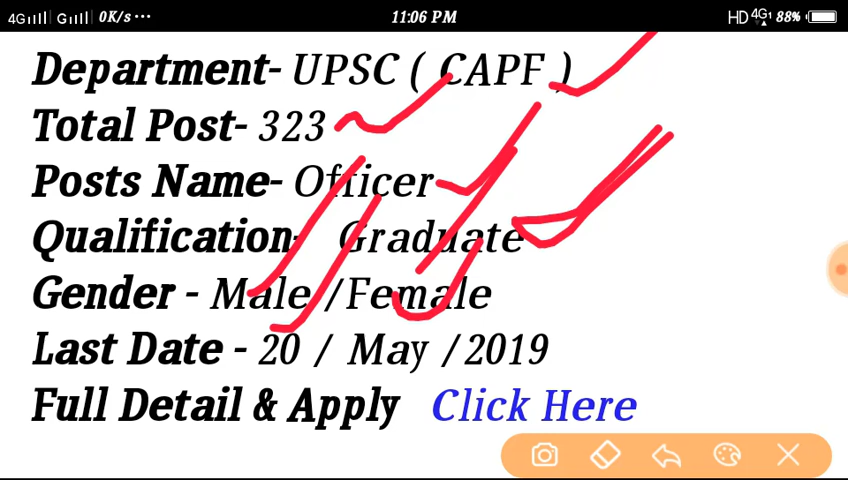 4G G 0K/s ··· 11:06 PM HD 4G 88%
Department- UPSC ( CAPF )
Total Post- 323
Posts Name- Officer
Qualification- Graduate
Gender - Male /Female
Last Date - 20 / May /2019
Full Detail & Apply Click Here